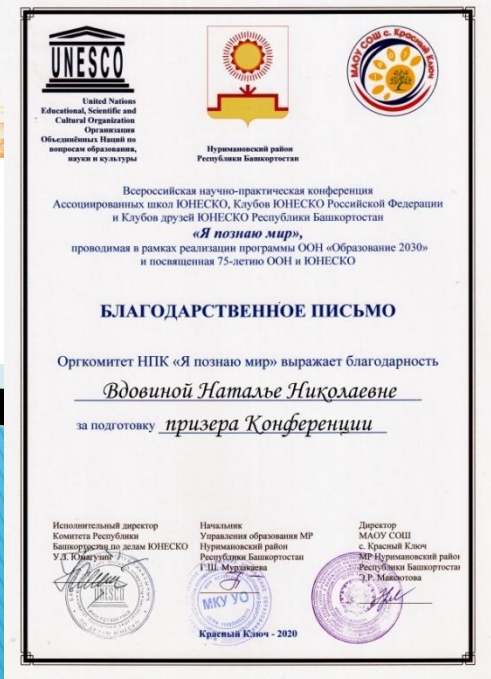 UNESCO
United Nations
Educational, Scientific and
Cultural Organization
Организация
Объединённых Наций по
вопросам образования,
науки и культуры
Нуримановский район
Республики Башкортостан
МАОУ СОШ с. Красный Ключ
Всероссийская научно-практическая конференция
Ассоциированных школ ЮНЕСКО, Клубов ЮНЕСКО Российской Федерации
и Клубов друзей ЮНЕСКО Республики Башкортостан
«Я познаю мир»,
проводимая в рамках реализации программы ООН «Образование 2030»
и посвященная 75-летию ООН и ЮНЕСКО
БЛАГОДАРСТВЕННОЕ ПИСЬМО
Оргкомитет НПК «Я познаю мир» выражает благодарность
Вдовиной Наталье Николаевне
за подготовку призера Конференции
Исполнительный директор
Комитета Республики
Башкортостан по делам ЮНЕСКО
У.З. Юмагузин
UNESCO
Начальник
Управления образования МР
Нуримановский район
Республики Башкортостан
Г.Ш. Мурзакаева
МКУ УО
Директор
МАОУ СОШ
с. Красный Ключ
МР Нуримановский район
Республики Башкортостан
Э.Р. Максютова
Красный Ключ - 2020